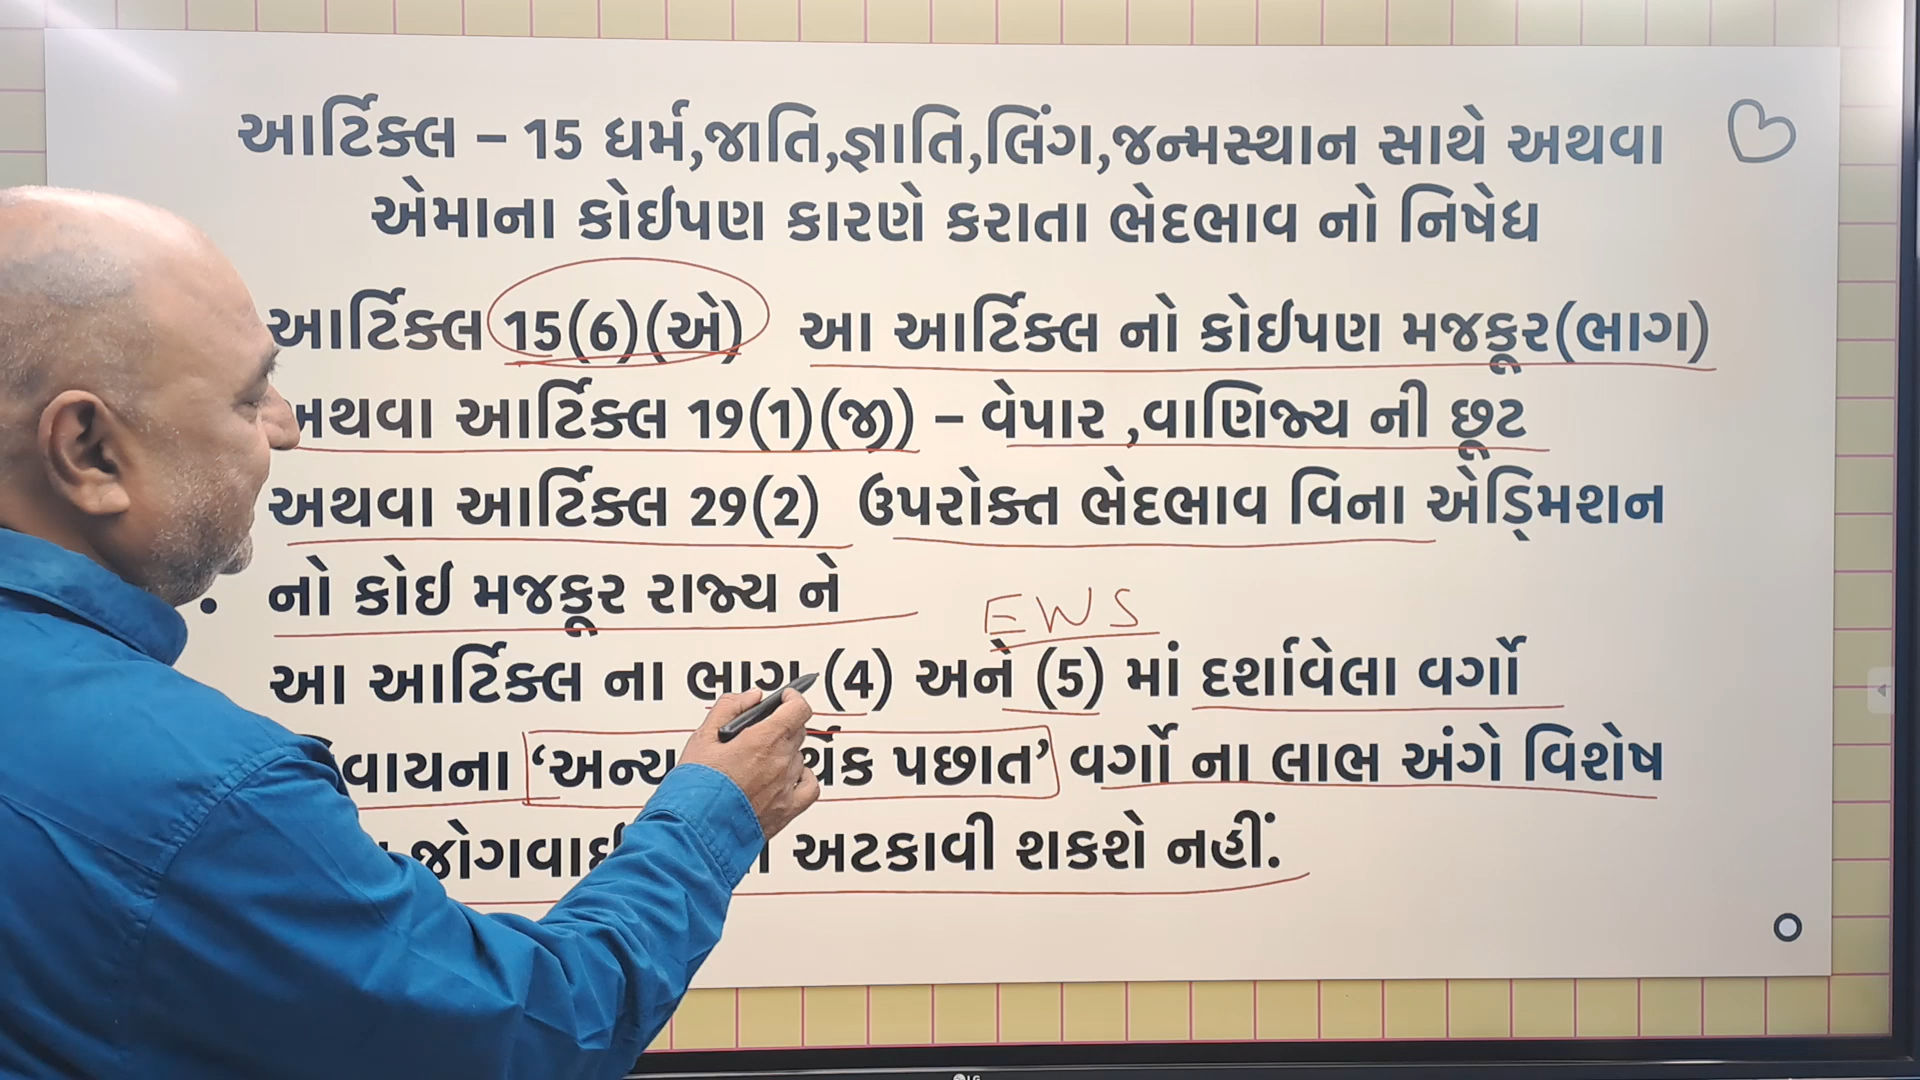 આર્ટિક્લ – 15 ધર્મ,જાતિ,જ્ઞાતિ,લિંગ,જન્મસ્થાન સાથે અથવા
એમાના કોઈપણ કારણે કરાતા ભેદભાવ નો નિષેધ
આર્ટિક્લ 15(6)(એ) આ આર્ટિક્લ નો કોઈપણ મજકૂર(ભાગ)
અથવા આર્ટિક્લ 19(1)(જી) – વેપાર ,વાણિજ્ય ની છૂટ
અથવા આર્ટિક્લ 29(2) ઉપરોક્ત ભેદભાવ વિના એડ્મિશન
• નો કોઈ મજકૂર રાજ્ય ને
EWS
આ આર્ટિક્લ ના ભાગ (4) અને (5) માં દર્શાવેલા વર્ગો
‘અન્ય પછાત’ વર્ગો ના લાભ અંગે વિશેષ
અટકાવી શકશે નહીં.
LG